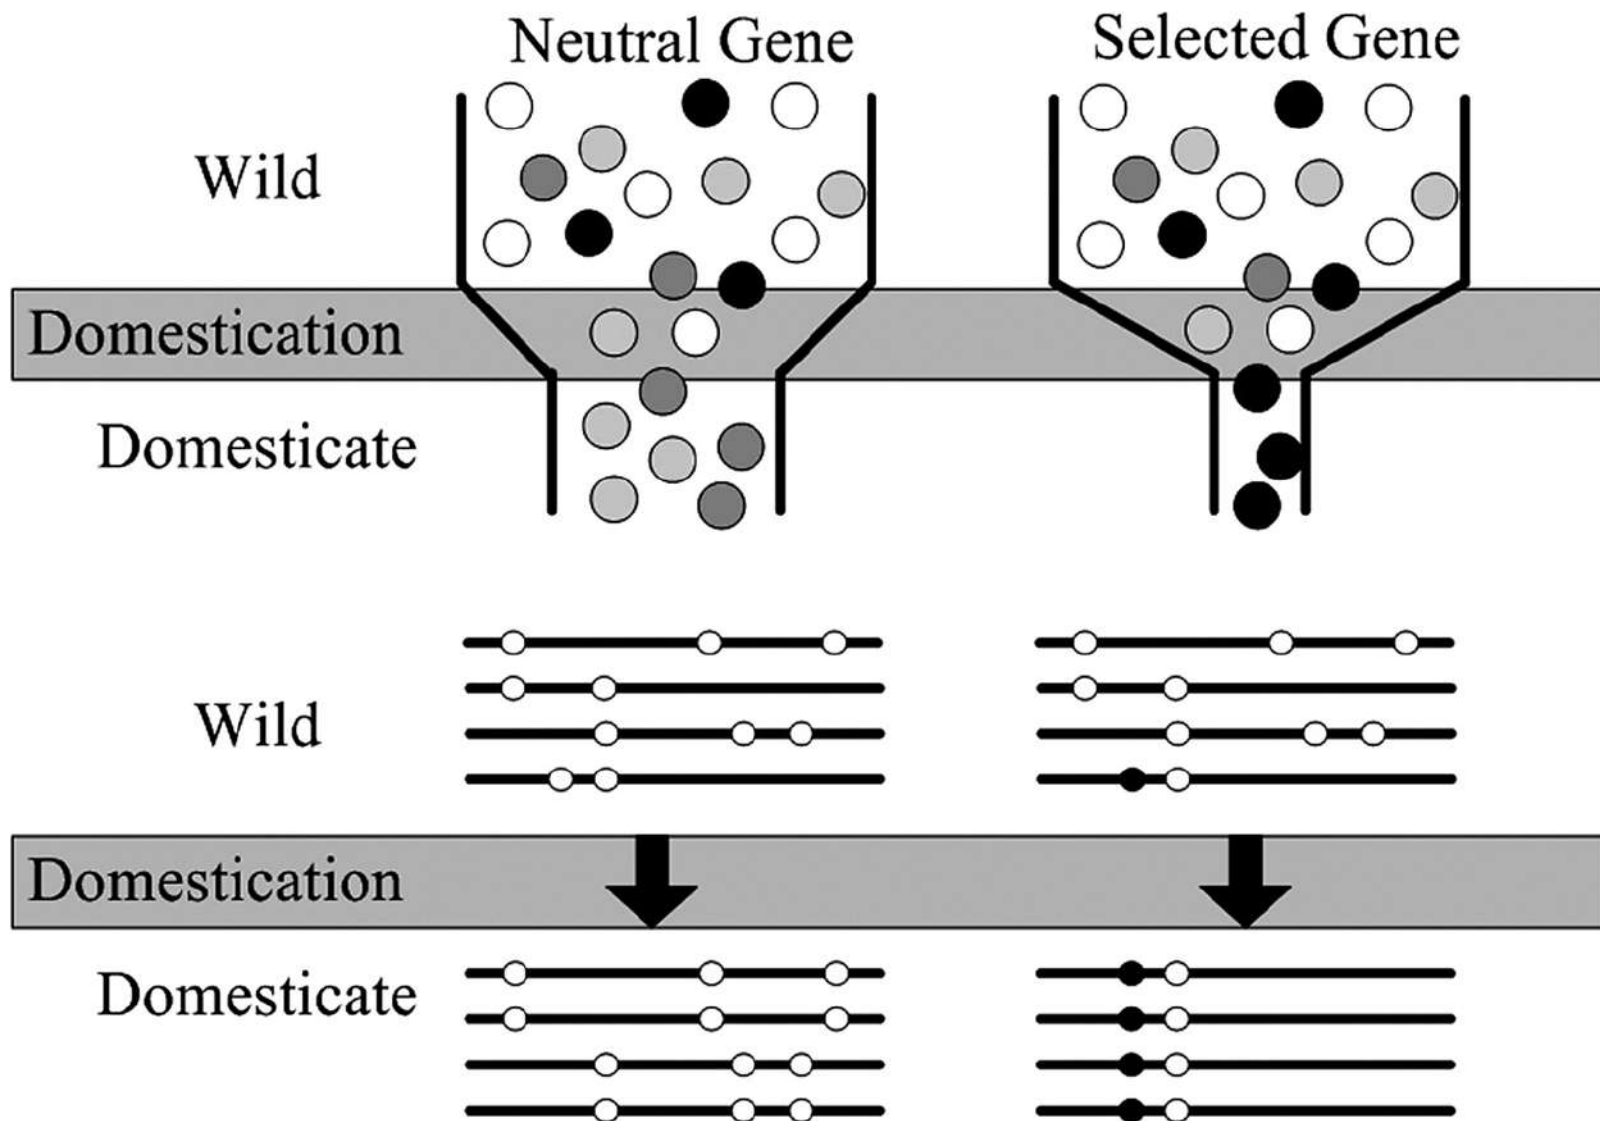 Neutral Gene
Selected Gene
Wild
Domestication
Domesticate
Wild
Domestication
Domesticate